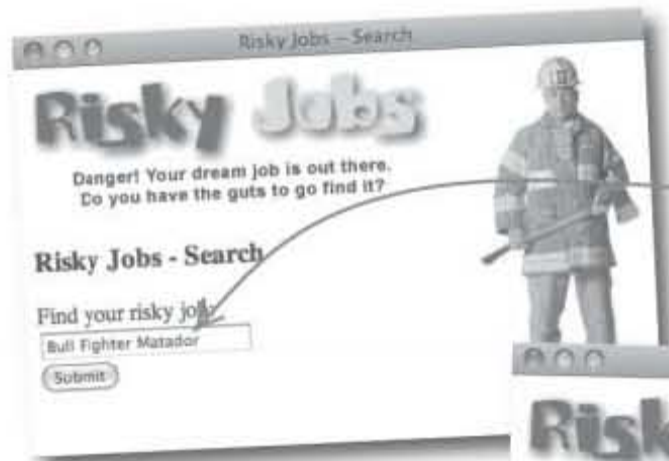 Risky Jobs – Search
Risky Jobs
Danger! Your dream job is out there.
Do you have the guts to go find it?
Risky Jobs - Search
Find your risky job:
Bull Fighter Matador
Submit
Risk